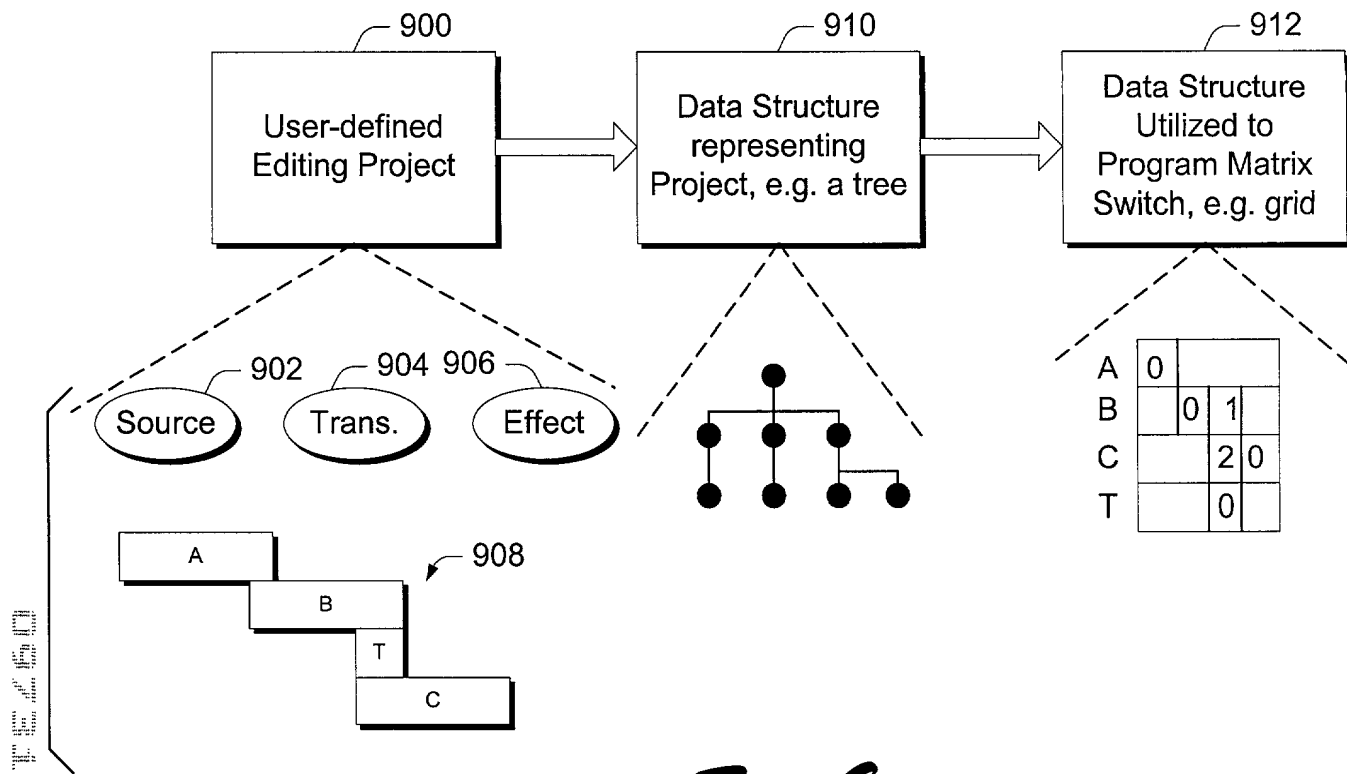 900
910
912
User-defined
Editing Project
Data Structure
representing
Project, e.g. a tree
Data Structure
Utilized to
Program Matrix
Switch, e.g. grid
902
904
906
Source
Trans.
Effect
A 0
B 0 1
C 2 0
T 0
908
A
B
T
C